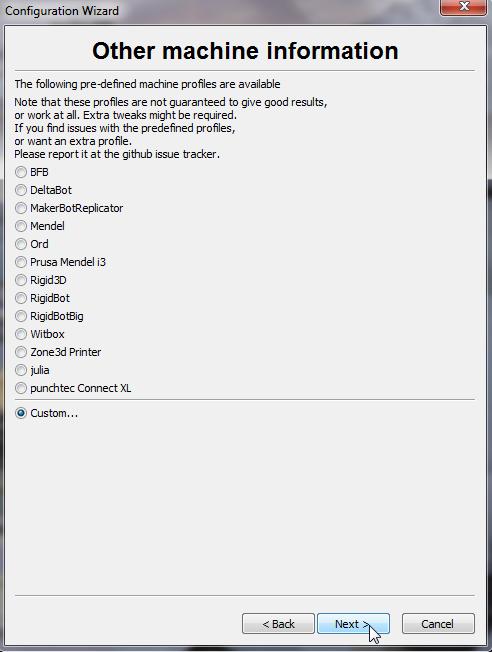 Configuration Wizard
Other machine information
The following pre-defined machine profiles are available
Note that these profiles are not guaranteed to give good results,
or work at all. Extra tweaks might be required.
If you find issues with the predefined profiles,
or want an extra profile.
Please report it at the github issue tracker.
BFB
DeltaBot
MakerBotReplicator
Mendel
Ord
Prusa Mendel i3
Rigid3D
RigidBot
RigidBotBig
Witbox
Zone3d Printer
julia
punchtec Connect XL
Custom...
< Back Next > Cancel